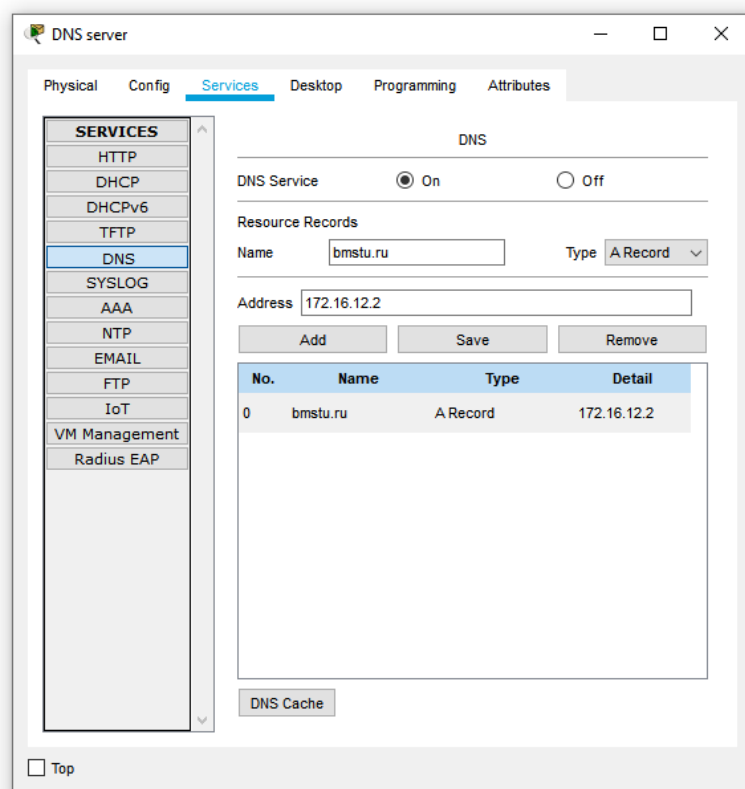 DNS server
Physical Config Services Desktop Programming Attributes
SERVICES
HTTP
DHCP
DHCPv6
TFTP
DNS
SYSLOG
AAA
NTP
EMAIL
FTP
IoT
VM Management
Radius EAP
DNS
DNS Service On Off
Resource Records
Name bmstu.ru Type A Record
Address 172.16.12.2
Add Save Remove
No. Name Type Detail
0 bmstu.ru A Record 172.16.12.2
DNS Cache
Top